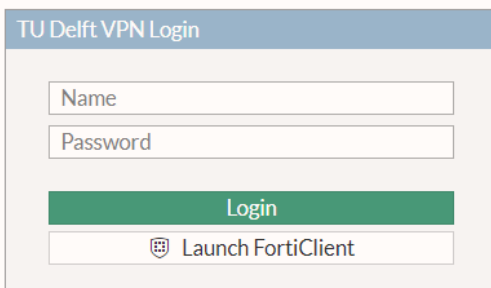 TU Delft VPN Login
Name
Password
Login
Launch FortiClient